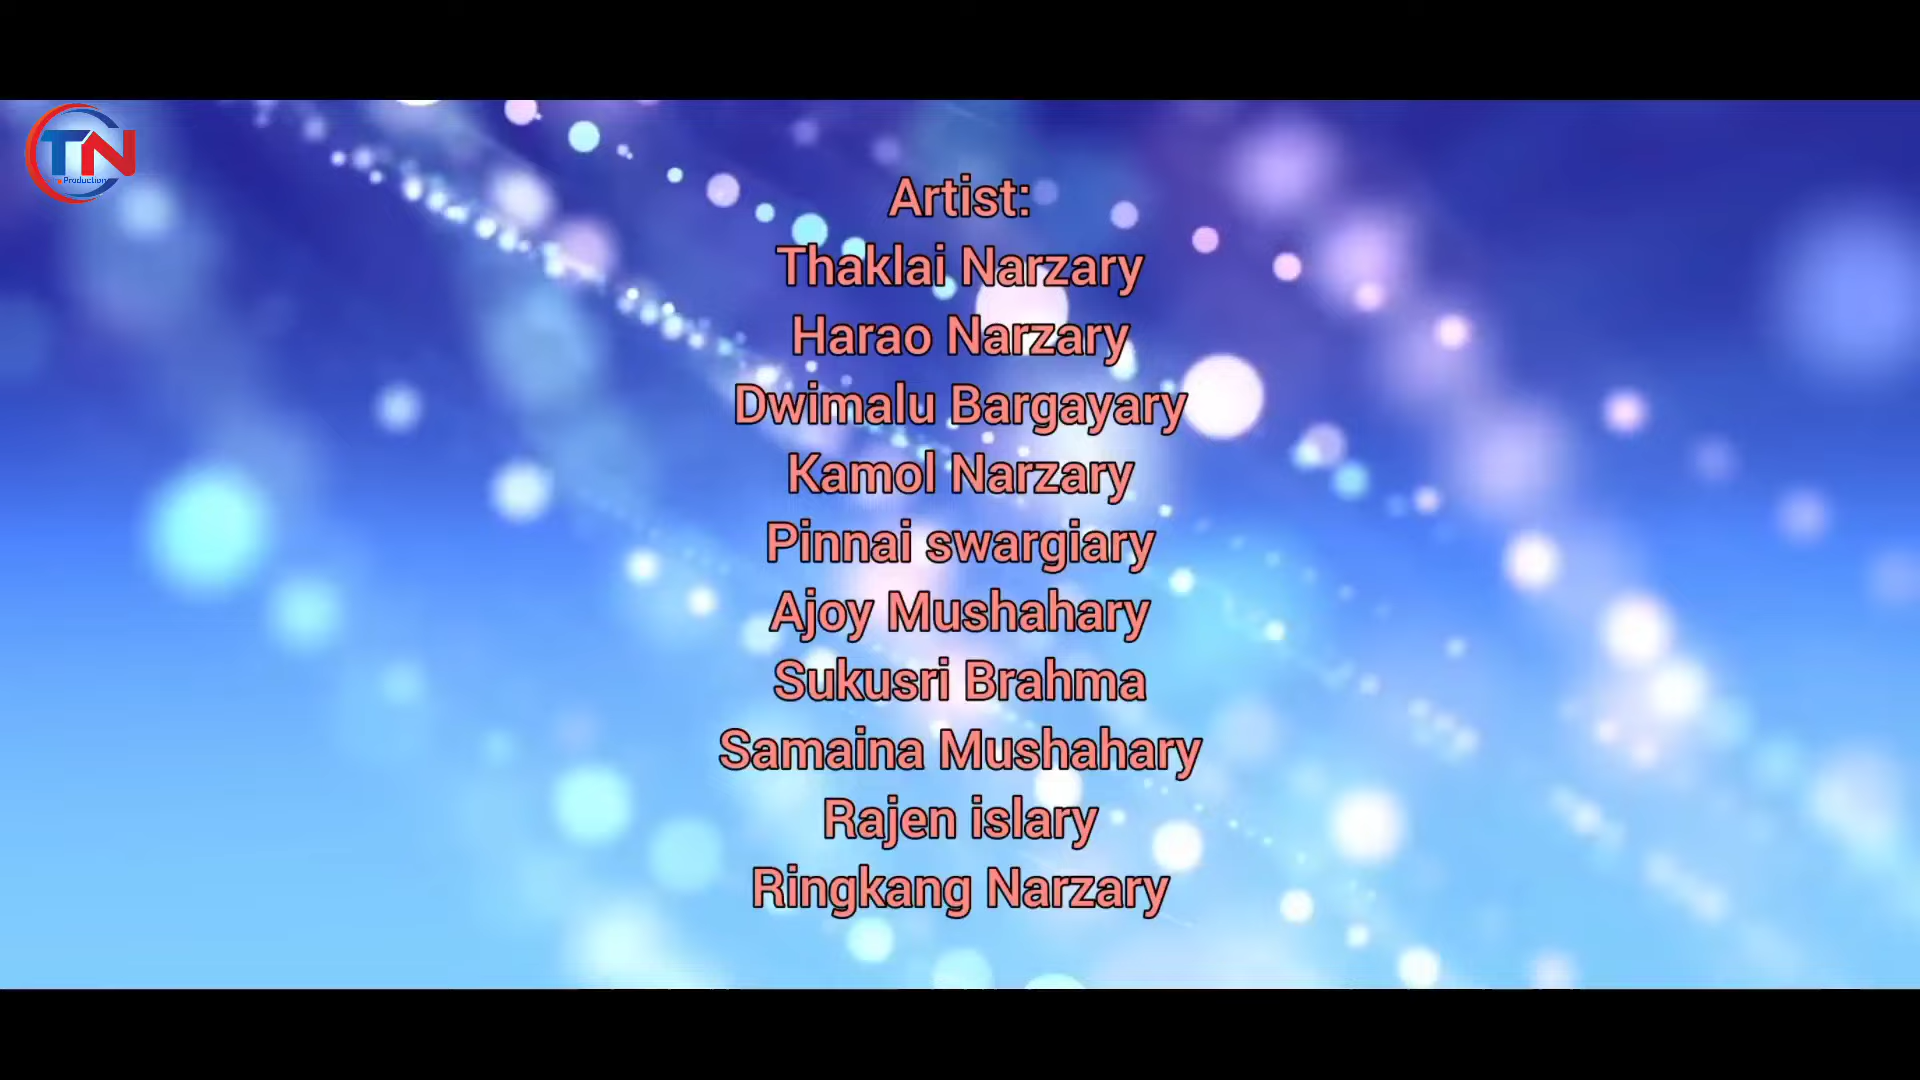 TN
Production
Artist:
Thaklai Narzary
Harao Narzary
Dwimalu Bargayary
Kamol Narzary
Pinnai swargiary
Ajoy Mushahary
Sukusri Brahma
Samaina Mushahary
Rajen islary
Ringkang Narzary